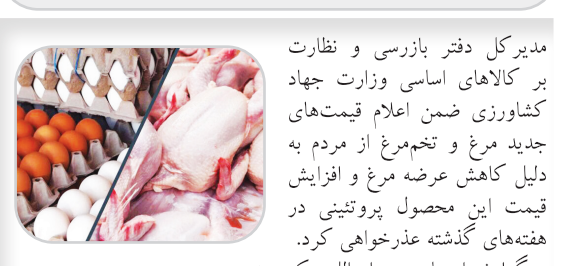 مدیرکل دفتر بازرسی و نظارت
بر کالاهای اساسی وزارت جهاد
کشاورزی ضمن اعلام قیمت‌های
جدید مرغ و تخم‌مرغ از مردم به
دلیل کاهش عرضه مرغ و افزایش
قیمت این محصول پروتئینی در
هفته‌های گذشته عذرخواهی کرد.